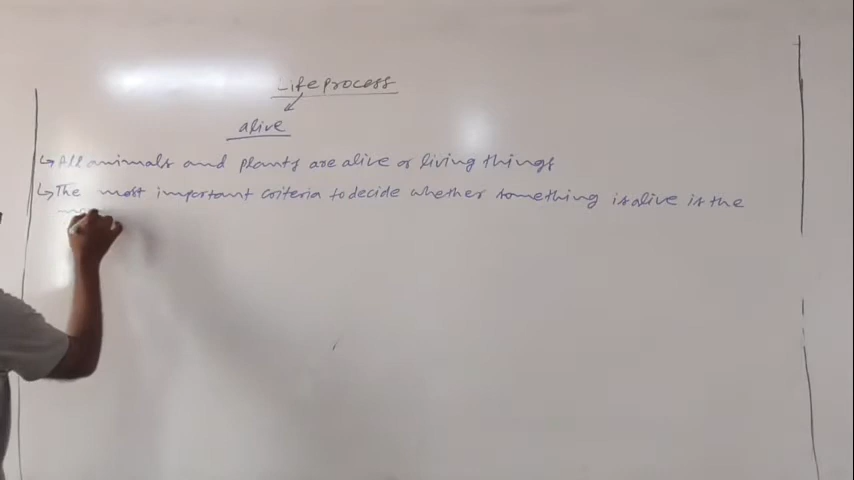 Life process
alive
↳ All animals and plants are alive or living things
↳ The most important criteria to decide whether something is alive is the